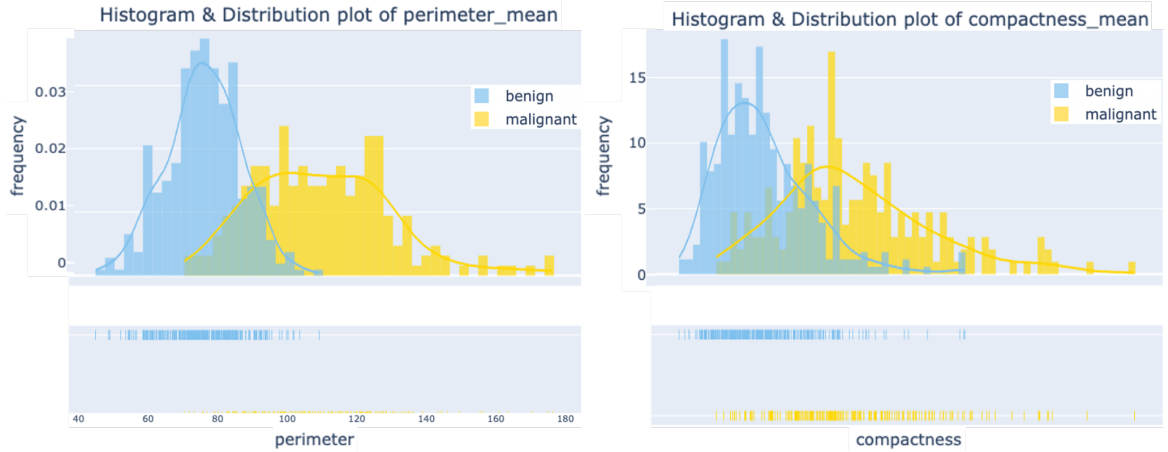 Histogram & Distribution plot of perimeter_mean
0.03
0.02
0.01
0
frequency
benign
malignant
40 60 80 100 120 140 160 180
perimeter
Histogram & Distribution plot of compactness_mean
15
10
5
0
frequency
benign
malignant
compactness